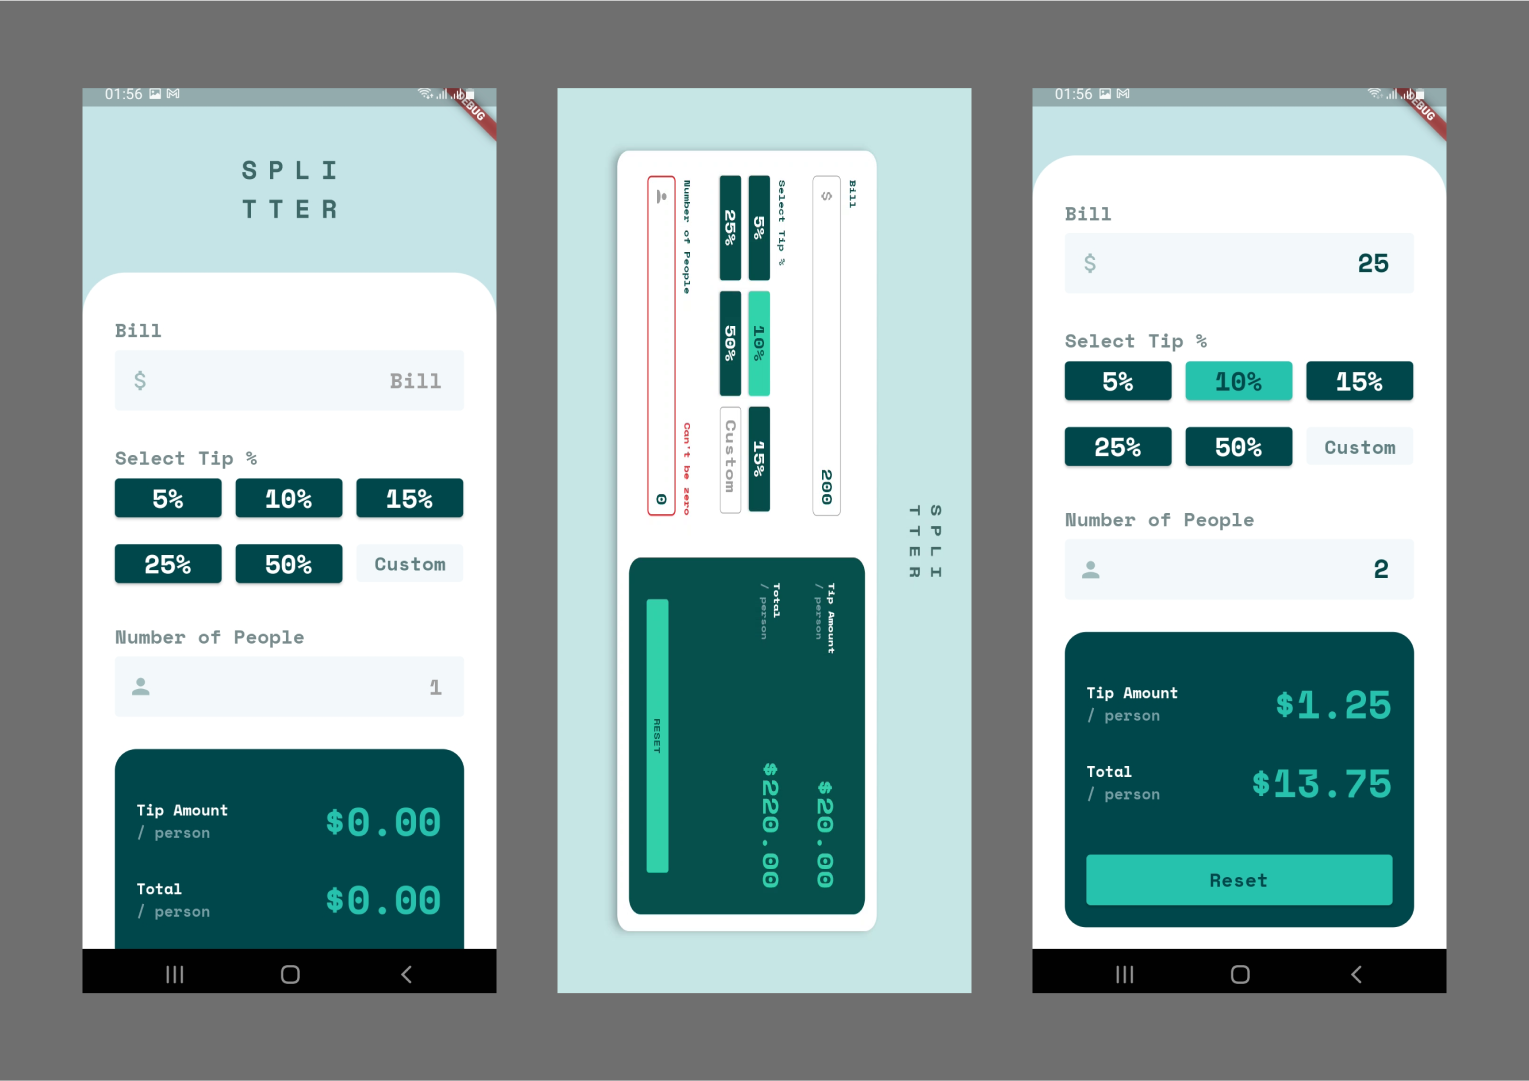 01:56
DEBUG
SPLI
TTER
Bill
$ Bill
Select Tip %
5% 10% 15%
25% 50% Custom
Number of People
1
Tip Amount
/ person
$0.00
Total
/ person
$0.00
SPLI
TTER
Bill
$ 200
Select Tip %
5% 10% 15%
25% 50% Custom
Number of People Can't be zero
0
Tip Amount
/ person
$20.00
Total
/ person
$220.00
RESET
01:56
DEBUG
Bill
$ 25
Select Tip %
5% 10% 15%
25% 50% Custom
Number of People
2
Tip Amount
/ person
$1.25
Total
/ person
$13.75
Reset